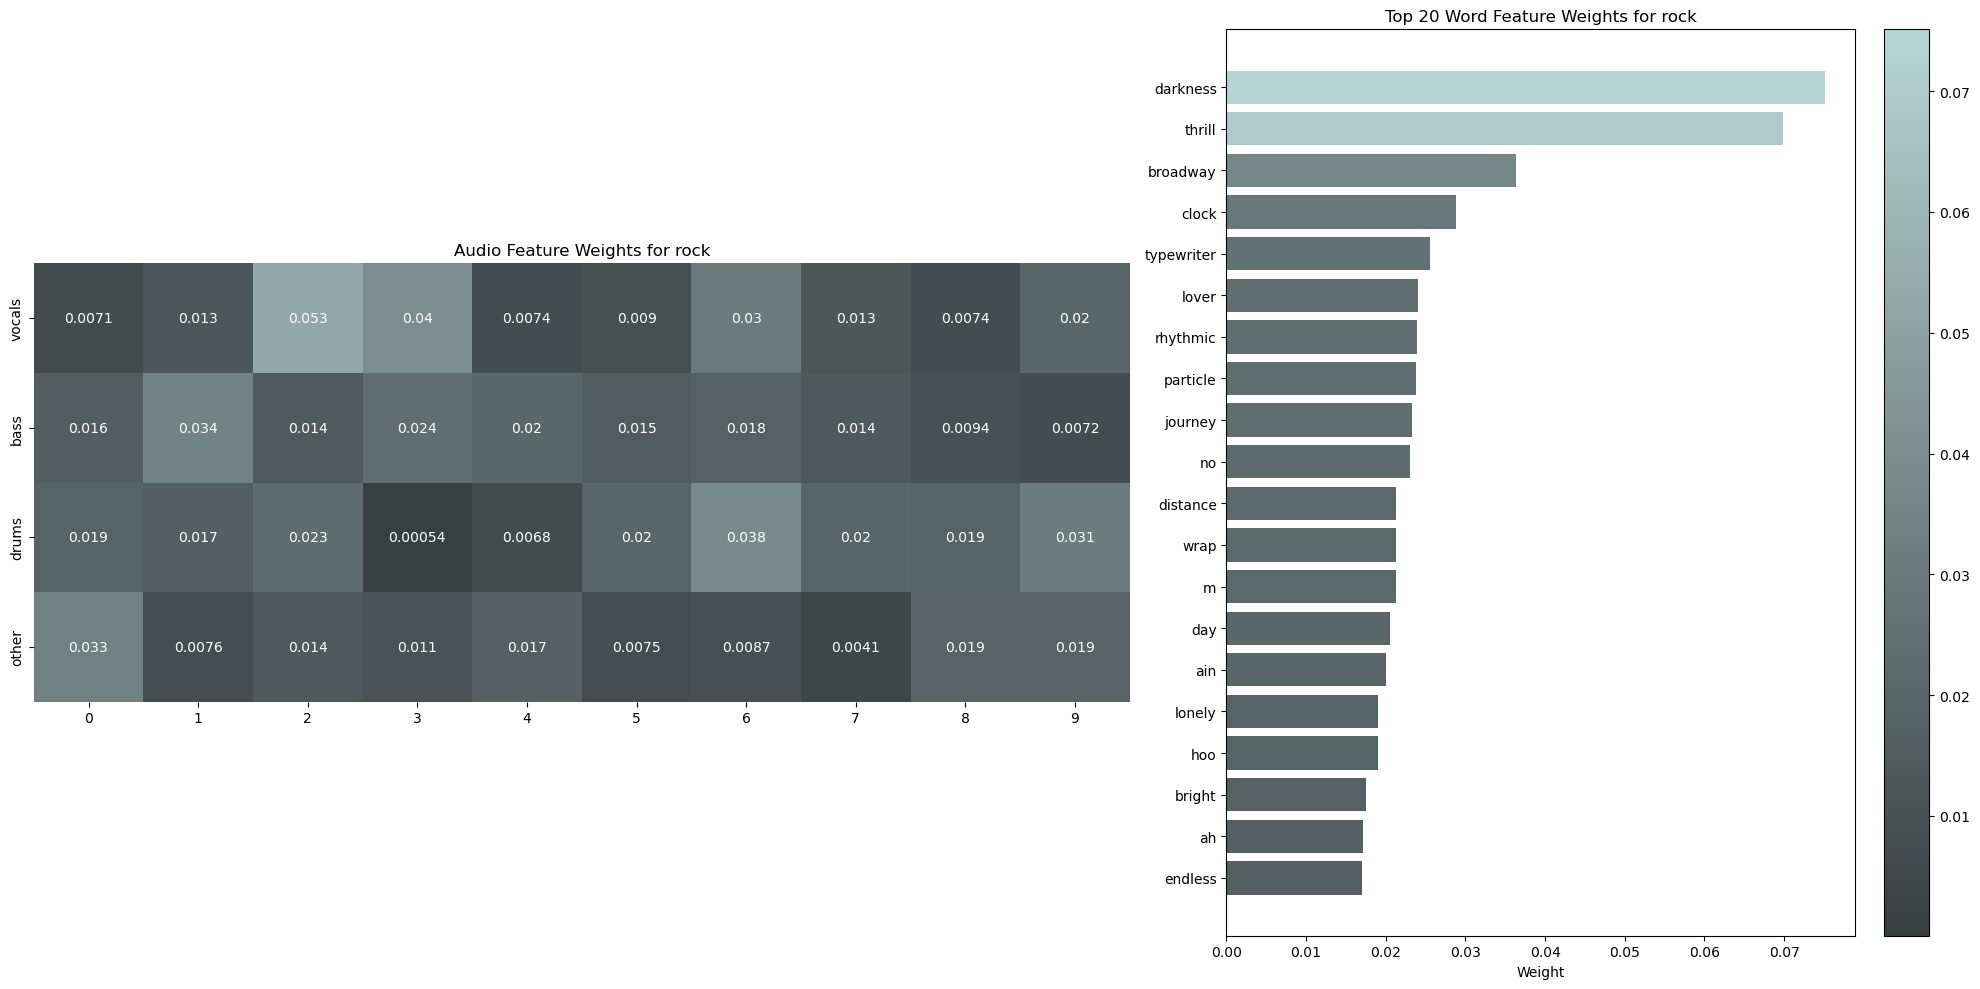 Audio Feature Weights for rock
vocals 0.0071 0.013 0.053 0.04 0.0074 0.009 0.03 0.013 0.0074 0.02
bass 0.016 0.034 0.014 0.024 0.02 0.015 0.018 0.014 0.0094 0.0072
drums 0.019 0.017 0.023 0.00054 0.0068 0.02 0.038 0.02 0.019 0.031
other 0.033 0.0076 0.014 0.011 0.017 0.0075 0.0087 0.0041 0.019 0.019
0 1 2 3 4 5 6 7 8 9
Top 20 Word Feature Weights for rock
darkness
thrill
broadway
clock
typewriter
lover
rhythmic
particle
journey
no
distance
wrap
m
day
ain
lonely
hoo
bright
ah
endless
0.00 0.01 0.02 0.03 0.04 0.05 0.06 0.07
Weight
0.07
0.06
0.05
0.04
0.03
0.02
0.01